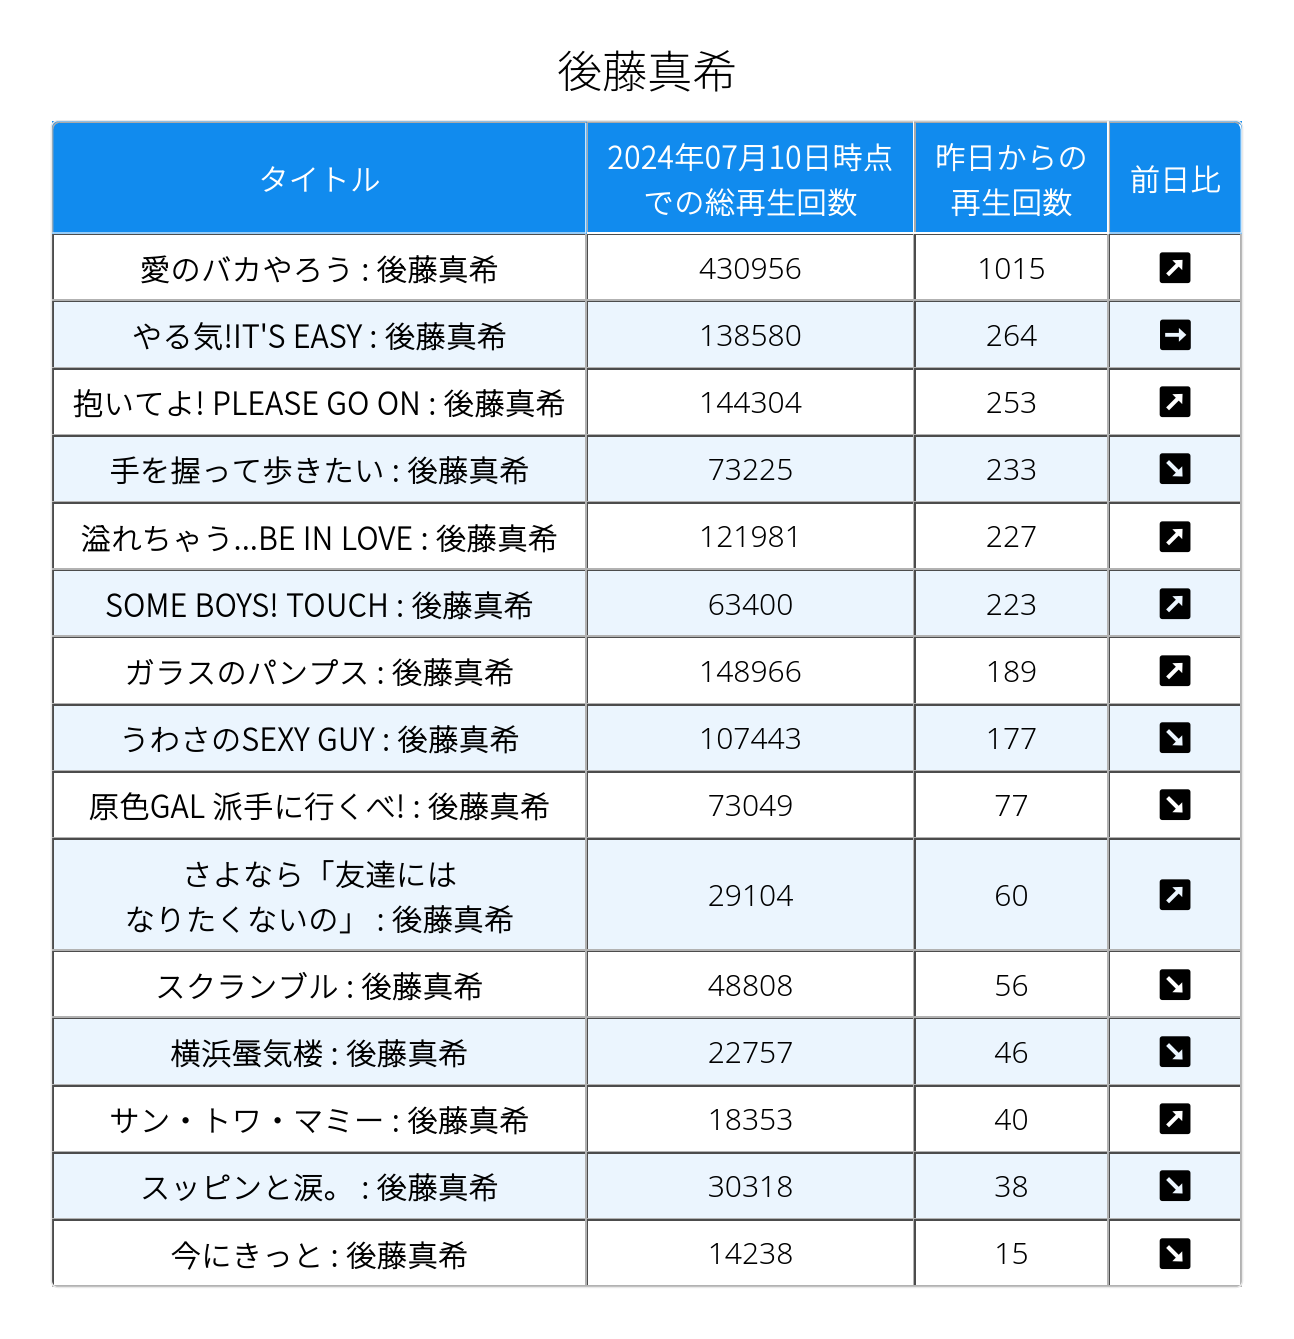 後藤真希
タイトル
2024年07月10日時点
での総再生回数
昨日からの
再生回数
前日比
愛のバカやろう : 後藤真希 430956 1015
やる気!IT'S EASY : 後藤真希 138580 264
抱いてよ! PLEASE GO ON : 後藤真希 144304 253
手を握って歩きたい : 後藤真希 73225 233
溢れちゃう...BE IN LOVE : 後藤真希 121981 227
SOME BOYS! TOUCH : 後藤真希 63400 223
ガラスのパンプス : 後藤真希 148966 189
うわさのSEXY GUY : 後藤真希 107443 177
原色GAL 派手に行くべ! : 後藤真希 73049 77
さよなら「友達には
なりたくないの」 : 後藤真希 29104 60
スクランブル : 後藤真希 48808 56
横浜蜃気楼 : 後藤真希 22757 46
サン・トワ・マミー : 後藤真希 18353 40
スッピンと涙。 : 後藤真希 30318 38
今にきっと : 後藤真希 14238 15